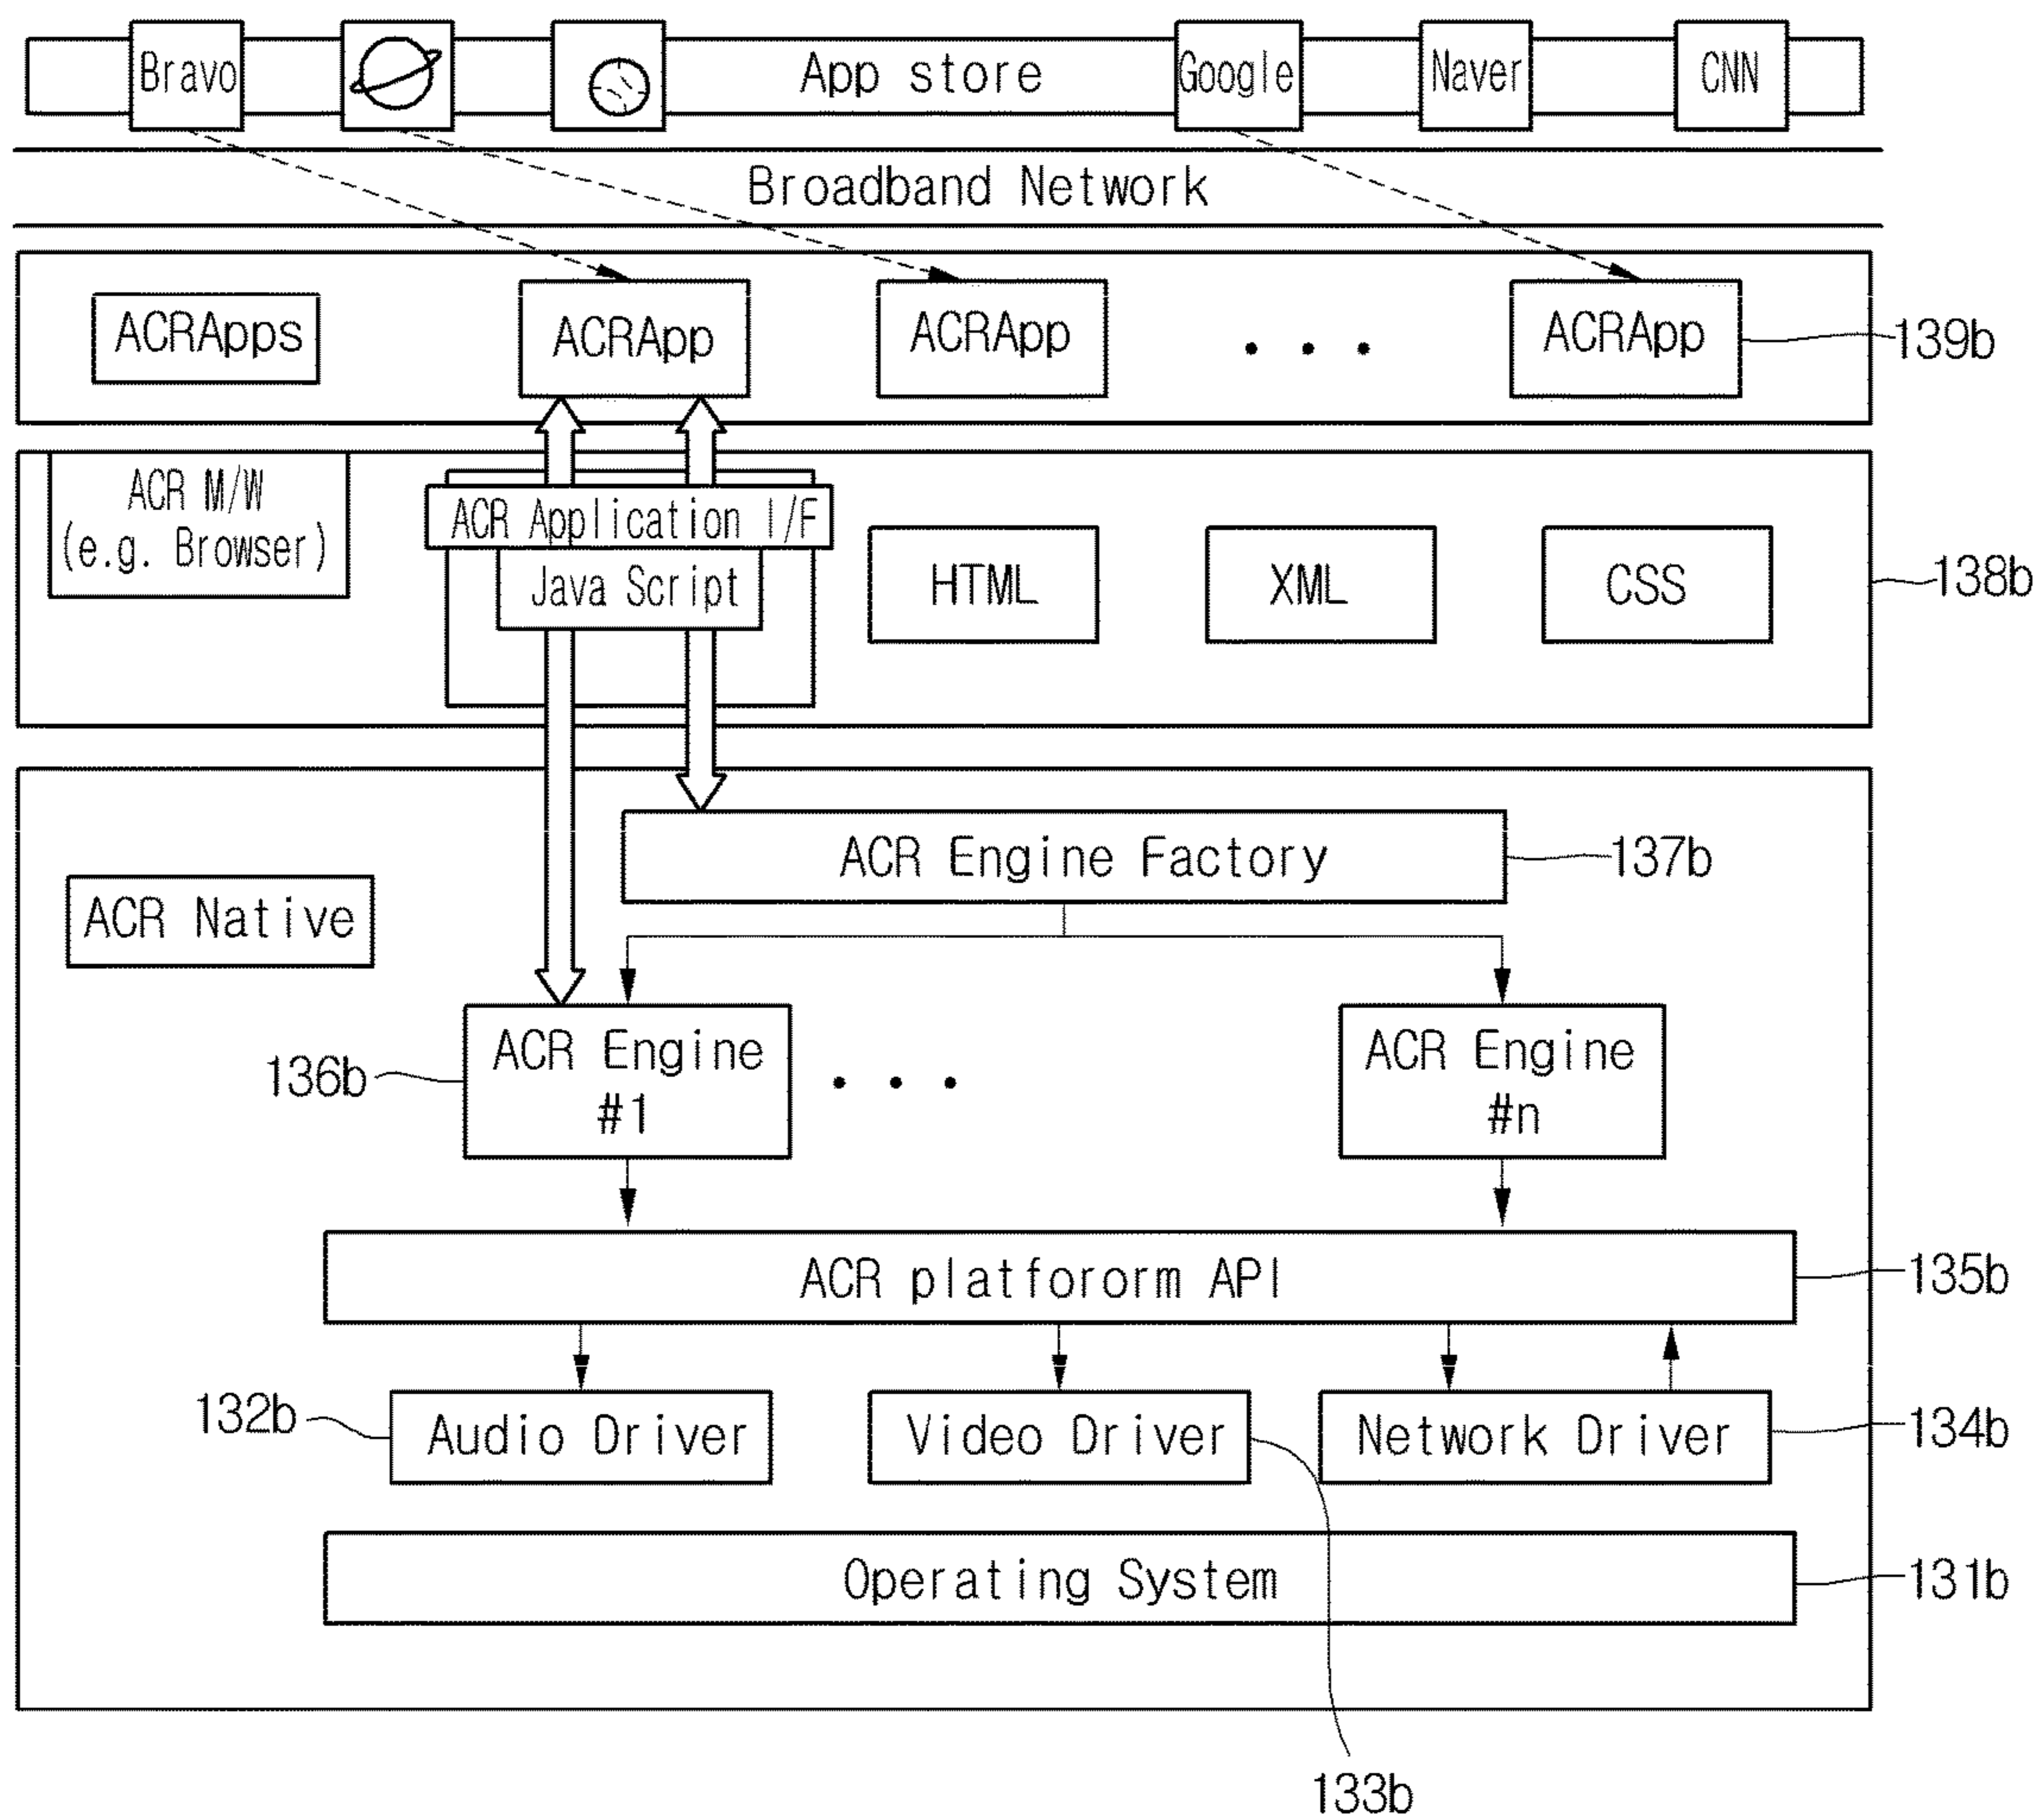 Bravo
App store
Google
Naver
CNN
Broadband Network
ACRApps
ACRApp
ACRApp
ACRApp
139b
ACR M/W
(e.g. Browser)
ACR Application I/F
Java Script
HTML
XML
CSS
138b
ACR Engine Factory
137b
ACR Native
ACR Engine
#1
136b
ACR Engine
#n
ACR platfororm API
135b
132b
Audio Driver
Video Driver
Network Driver
134b
Operating System
131b
133b